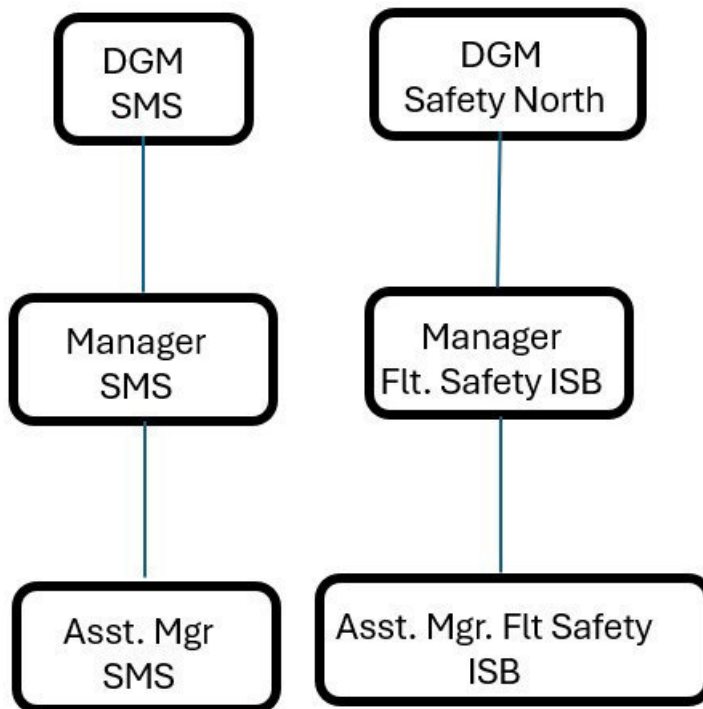 DGM
SMS
DGM
Safety North
Manager
SMS
Manager
Flt. Safety ISB
Asst. Mgr
SMS
Asst. Mgr. Flt Safety
ISB